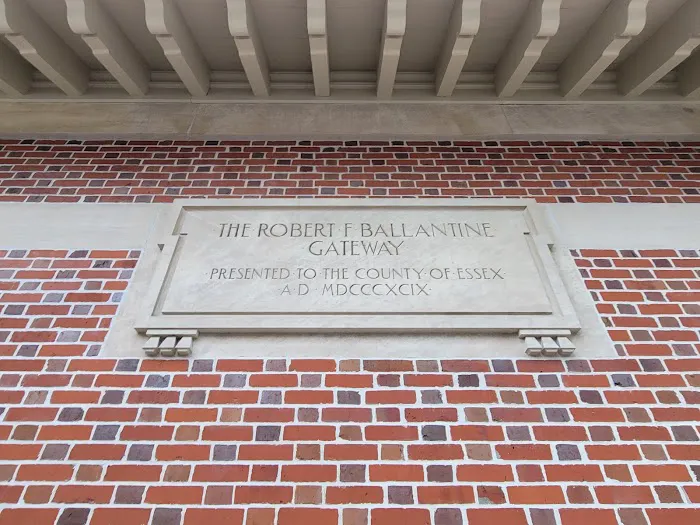 THE ROBERT F BALLANTINE
GATEWAY
·PRESENTED·TO·THE·COUNTY·OF·ESSEX·
·A·D·MDCCCXCIX·